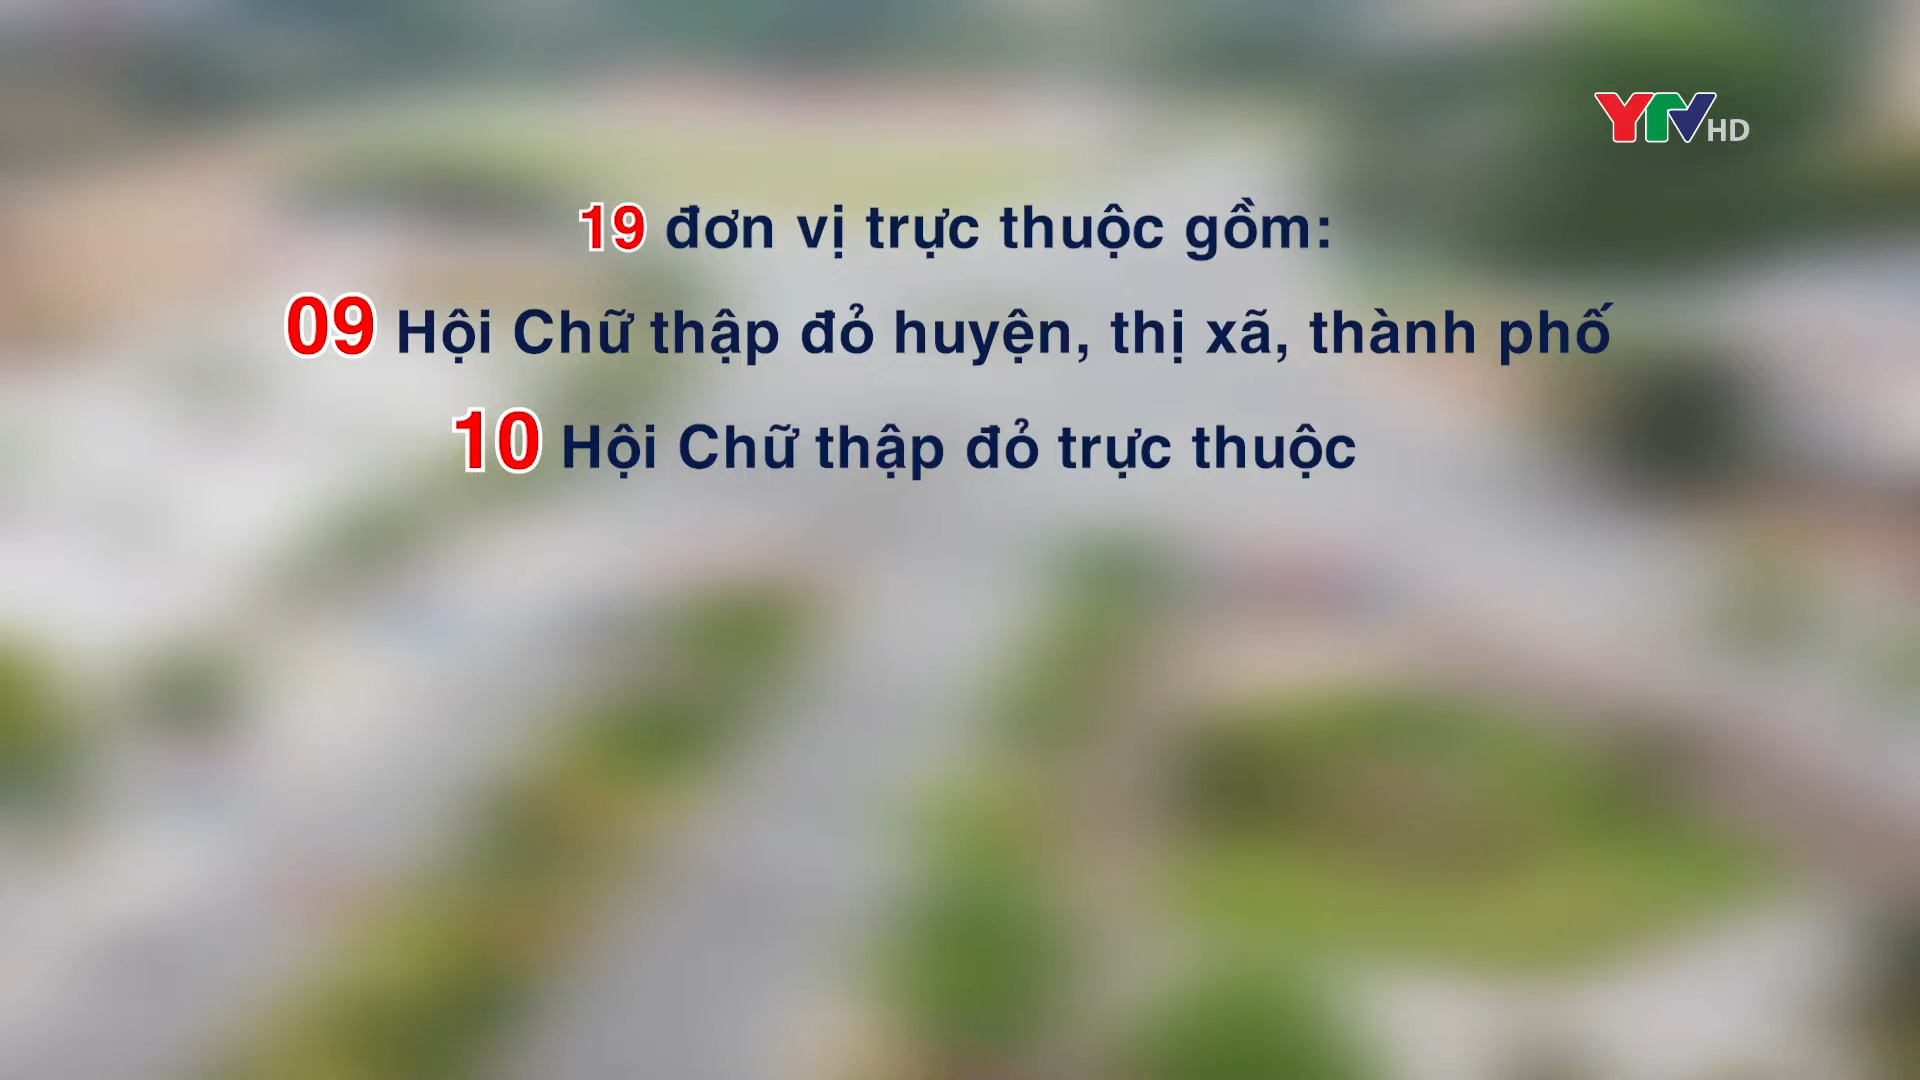 YTV HD
19 đơn vị trực thuộc gồm:
09 Hội Chữ thập đỏ huyện, thị xã, thành phố
10 Hội Chữ thập đỏ trực thuộc